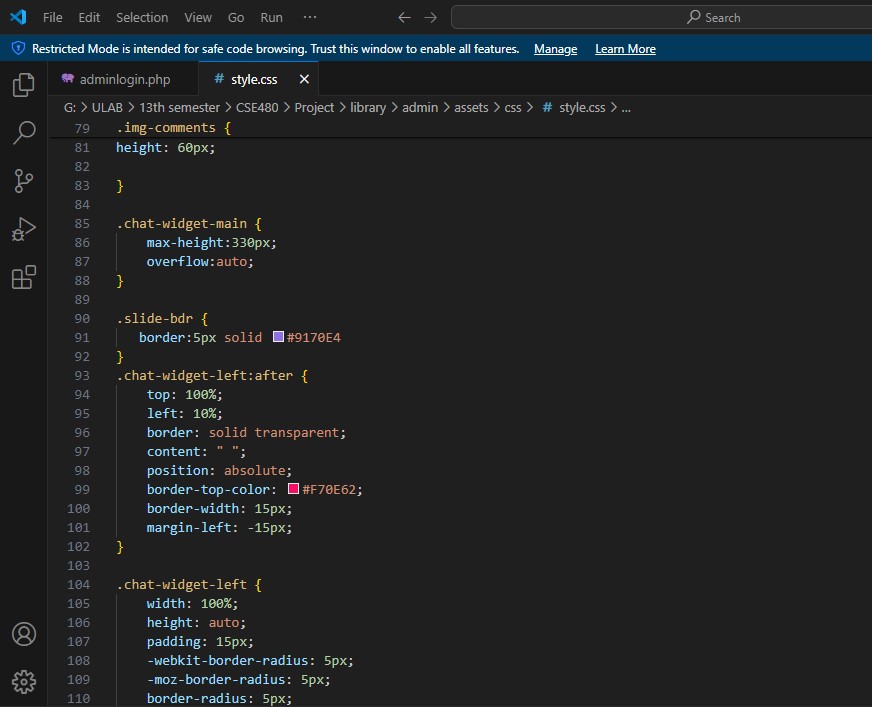 File Edit Selection View Go Run ··· Search
Restricted Mode is intended for safe code browsing. Trust this window to enable all features. Manage Learn More
adminlogin.php # style.css
G: > ULAB > 13th semester > CSE480 > Project > library > admin > assets > css > # style.css > ...
79 .img-comments {
81 height: 60px;
82
83 }
84
85 .chat-widget-main {
86 max-height:330px;
87 overflow:auto;
88 }
89
90 .slide-bdr {
91 border:5px solid #9170E4
92 }
93 .chat-widget-left:after {
94 top: 100%;
95 left: 10%;
96 border: solid transparent;
97 content: " ";
98 position: absolute;
99 border-top-color: #F70E62;
100 border-width: 15px;
101 margin-left: -15px;
102 }
103
104 .chat-widget-left {
105 width: 100%;
106 height: auto;
107 padding: 15px;
108 -webkit-border-radius: 5px;
109 -moz-border-radius: 5px;
110 border-radius: 5px;